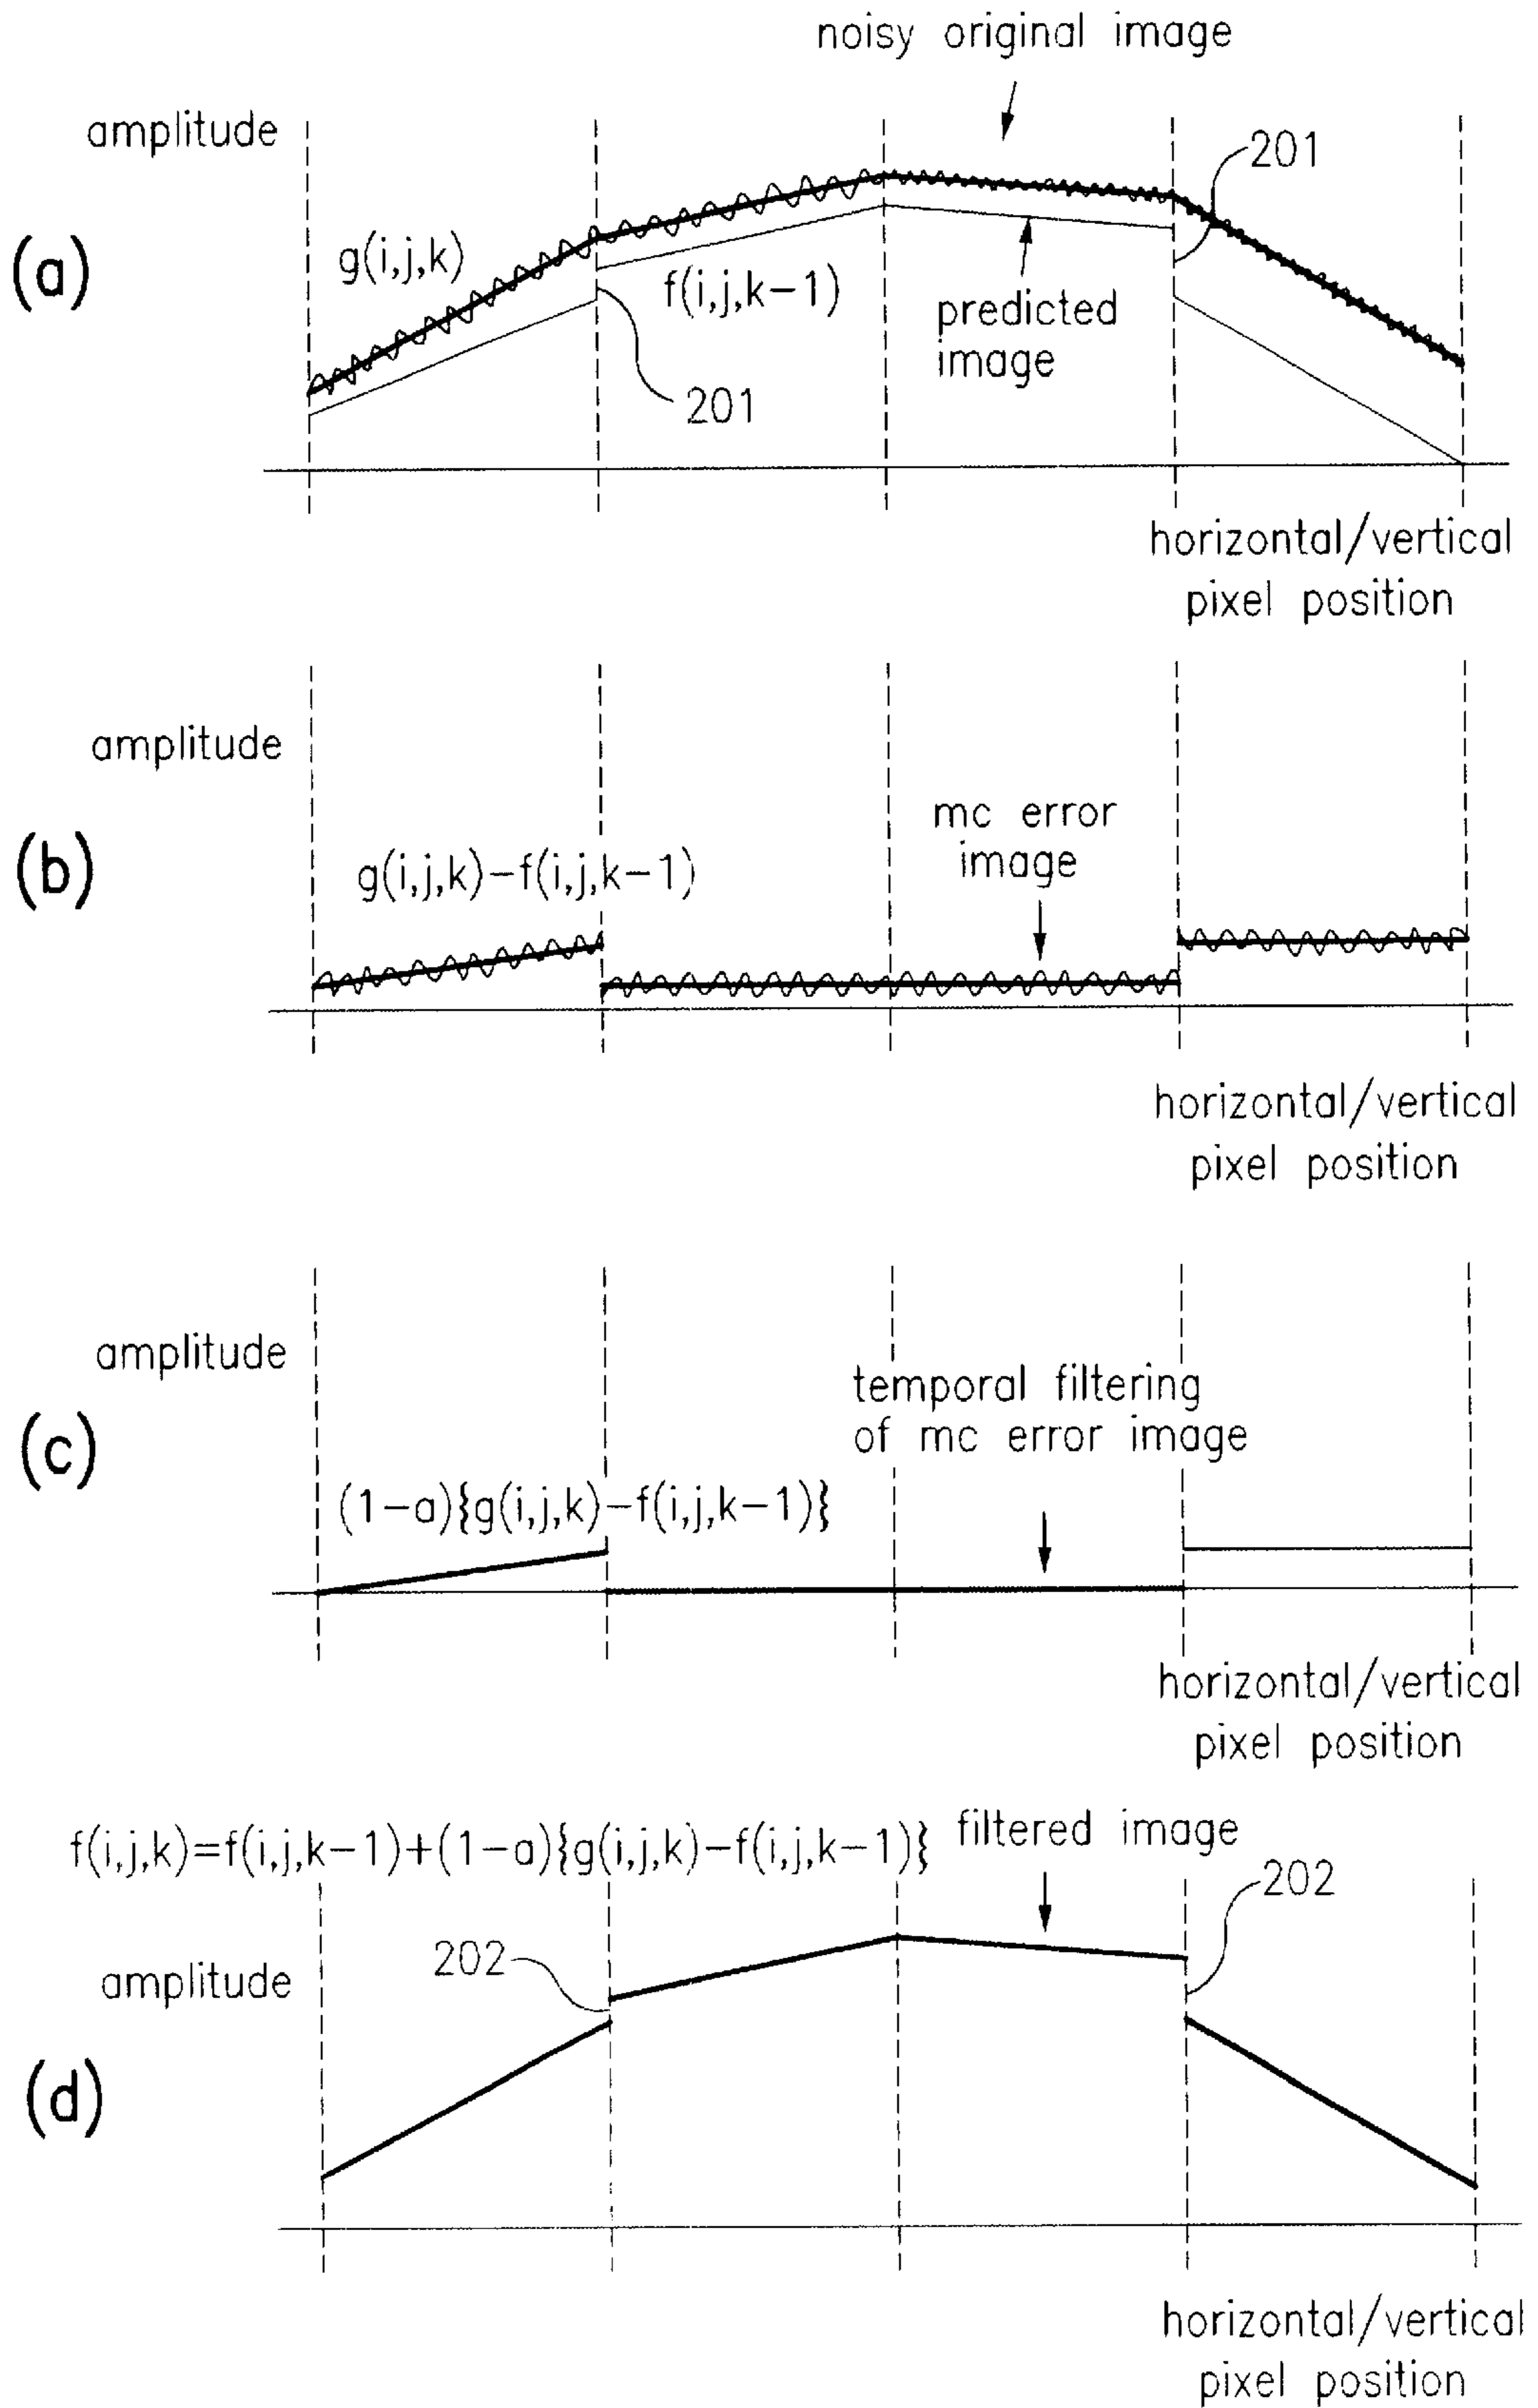 noisy original image
amplitude
201
(a)
g(i,j,k)
f(i,j,k-1)
predicted
image
201
horizontal/vertical
pixel position
amplitude
mc error
image
(b)
g(i,j,k)-f(i,j,k-1)
horizontal/vertical
pixel position
amplitude
temporal filtering
of mc error image
(c)
(1-a){g(i,j,k)-f(i,j,k-1)}
horizontal/vertical
pixel position
f(i,j,k)=f(i,j,k-1)+(1-a){g(i,j,k)-f(i,j,k-1)}
filtered image
202
202
amplitude
(d)
horizontal/vertical
pixel position